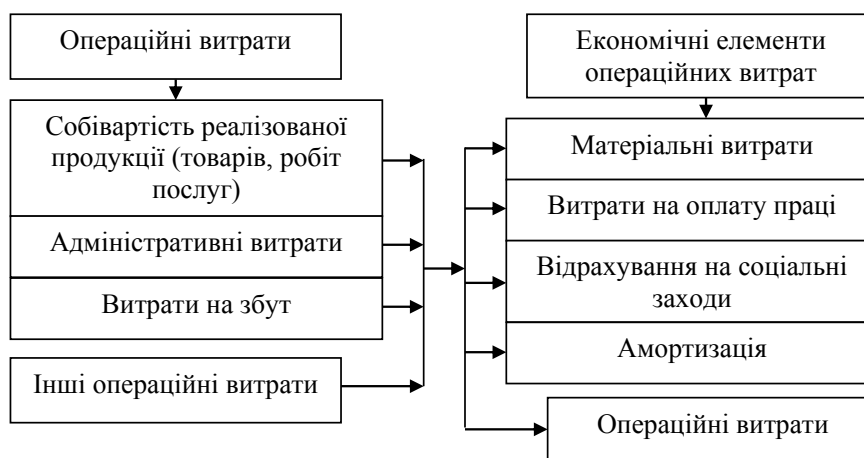 Операційні витрати
Собівартість реалізованої
продукції (товарів, робіт
послуг)
Адміністративні витрати
Витрати на збут
Інші операційні витрати
Економічні елементи
операційних витрат
Матеріальні витрати
Витрати на оплату праці
Відрахування на соціальні
заходи
Амортизація
Операційні витрати